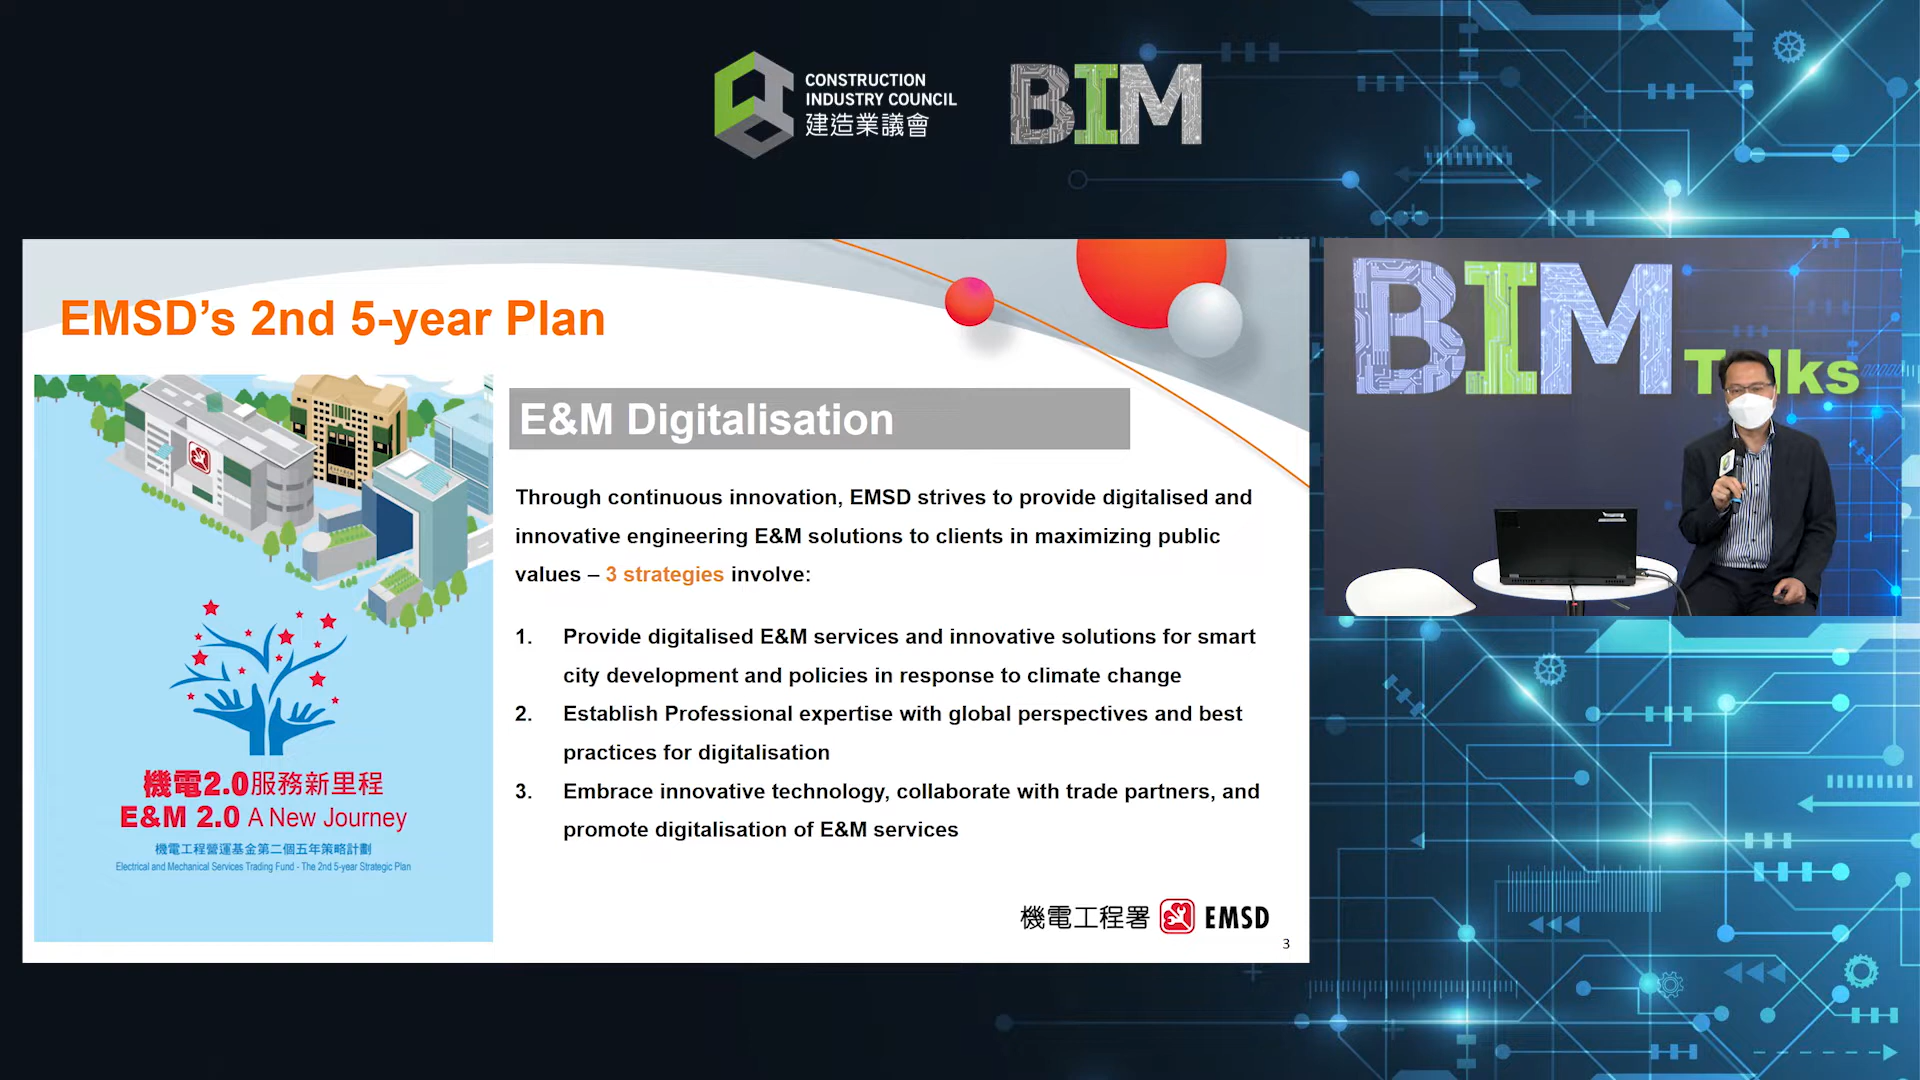 CONSTRUCTION
INDUSTRY COUNCIL
建造業議會
BIM
EMSD’s 2nd 5-year Plan
E&M Digitalisation
Through continuous innovation, EMSD strives to provide digitalised and
innovative engineering E&M solutions to clients in maximizing public
values – 3 strategies involve:
1. Provide digitalised E&M services and innovative solutions for smart
city development and policies in response to climate change
2. Establish Professional expertise with global perspectives and best
practices for digitalisation
3. Embrace innovative technology, collaborate with trade partners, and
promote digitalisation of E&M services
機電2.0服務新里程
E&M 2.0 A New Journey
機電工程營運基金第二個五年策略計劃
Electrical and Mechanical Services Trading Fund - The 2nd 5-year Strategic Plan
機電工程署 EMSD
3
BIM
T lks